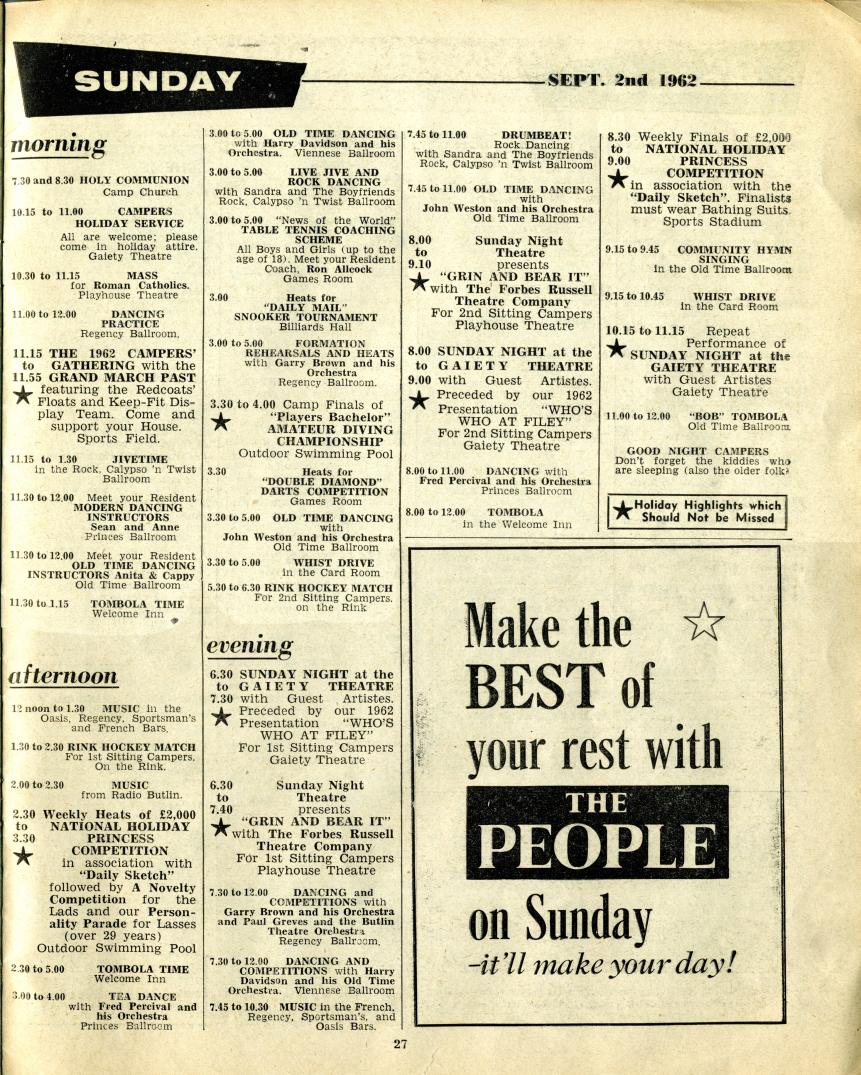 SUNDAY
SEPT. 2nd 1962
morning
7.30 and 8.30 HOLY COMMUNION
Camp Church
10.15 to 11.00 CAMPERS
HOLIDAY SERVICE
All are welcome; please
come in holiday attire.
Gaiety Theatre
10.30 to 11.15 MASS
for Roman Catholics.
Playhouse Theatre
11.00 to 12.00 DANCING
PRACTICE
Regency Ballroom.
11.15 THE 1962 CAMPERS'
to GATHERING with the
11.55 GRAND MARCH PAST
★ featuring the Redcoats'
Floats and Keep-Fit Dis-
play Team. Come and
support your House.
Sports Field.
11.15 to 1.30 JIVETIME
in the Rock, Calypso 'n Twist
Ballroom
11.30 to 12.00 Meet your Resident
MODERN DANCING
INSTRUCTORS
Sean and Anne
Princes Ballroom
11.30 to 12.00 Meet your Resident
OLD TIME DANCING
INSTRUCTORS Anita & Cappy
Old Time Ballroom
11.30 to 1.15 TOMBOLA TIME
Welcome Inn
afternoon
12 noon to 1.30 MUSIC in the
Oasis, Regency, Sportsman's
and French Bars.
1.30 to 2.30 RINK HOCKEY MATCH
For 1st Sitting Campers.
On the Rink.
2.00 to 2.30 MUSIC
from Radio Butlin.
2.30 Weekly Heats of £2,000
to NATIONAL HOLIDAY
3.30 PRINCESS
★ COMPETITION
in association with
"Daily Sketch"
followed by A Novelty
Competition for the
Lads and our Person-
ality Parade for Lasses
(over 29 years)
Outdoor Swimming Pool
2.30 to 5.00 TOMBOLA TIME
Welcome Inn
3.00 to 4.00 TEA DANCE
with Fred Percival and
his Orchestra
Princes Ballroom
3.00 to 5.00 OLD TIME DANCING
with Harry Davidson and his
Orchestra. Viennese Ballroom
3.00 to 5.00 LIVE JIVE AND
ROCK DANCING
with Sandra and The Boyfriends
Rock, Calypso 'n Twist Ballroom
3.00 to 5.00 "News of the World"
TABLE TENNIS COACHING
SCHEME
All Boys and Girls (up to the
age of 18). Meet your Resident
Coach, Ron Allcock
Games Room
3.00 Heats for
"DAILY MAIL"
SNOOKER TOURNAMENT
Billiards Hall
3.00 to 5.00 FORMATION
REHEARSALS AND HEATS
with Garry Brown and his
Orchestra
Regency Ballroom.
3.30 to 4.00 Camp Finals of
★ "Players Bachelor"
AMATEUR DIVING
CHAMPIONSHIP
Outdoor Swimming Pool
3.30 Heats for
"DOUBLE DIAMOND"
DARTS COMPETITION
Games Room
3.30 to 5.00 OLD TIME DANCING
with
John Weston and his Orchestra
Old Time Ballroom
3.30 to 5.00 WHIST DRIVE
in the Card Room
5.30 to 6.30 RINK HOCKEY MATCH
For 2nd Sitting Campers.
on the Rink
evening
6.30 SUNDAY NIGHT at the
to GAIETY THEATRE
7.30 with Guest Artistes.
★ Preceded by our 1962
Presentation "WHO'S
WHO AT FILEY"
For 1st Sitting Campers
Gaiety Theatre
6.30 Sunday Night
to Theatre
7.40 presents
★ "GRIN AND BEAR IT"
with The Forbes Russell
Theatre Company
For 1st Sitting Campers
Playhouse Theatre
7.30 to 12.00 DANCING and
COMPETITIONS with
Garry Brown and his Orchestra
and Paul Greves and the Butlin
Theatre Orchestra
Regency Ballroom.
7.30 to 12.00 DANCING AND
COMPETITIONS with Harry
Davidson and his Old Time
Orchestra. Viennese Ballroom
7.45 to 10.30 MUSIC in the French,
Regency, Sportsman's, and
Oasis Bars.
7.45 to 11.00 DRUMBEAT!
Rock Dancing
with Sandra and The Boyfriends
Rock, Calypso 'n Twist Ballroom
7.45 to 11.00 OLD TIME DANCING
with
John Weston and his Orchestra
Old Time Ballroom
8.00 Sunday Night
to Theatre
9.10 presents
★ "GRIN AND BEAR IT"
with The Forbes Russell
Theatre Company
For 2nd Sitting Campers
Playhouse Theatre
8.00 SUNDAY NIGHT at the
to GAIETY THEATRE
9.00 with Guest Artistes.
★ Preceded by our 1962
Presentation "WHO'S
WHO AT FILEY"
For 2nd Sitting Campers
Gaiety Theatre
8.00 to 11.00 DANCING with
Fred Percival and his Orchestra
Princes Ballroom
8.00 to 12.00 TOMBOLA
in the Welcome Inn
8.30 Weekly Finals of £2,000
to NATIONAL HOLIDAY
9.00 PRINCESS
★ COMPETITION
in association with the
"Daily Sketch". Finalists
must wear Bathing Suits.
Sports Stadium
9.15 to 9.45 COMMUNITY HYMN
SINGING
in the Old Time Ballroom
9.15 to 10.45 WHIST DRIVE
in the Card Room
10.15 to 11.15 Repeat
★ Performance of
SUNDAY NIGHT at the
GAIETY THEATRE
with Guest Artistes
Gaiety Theatre
11.00 to 12.00 "BOB" TOMBOLA
Old Time Ballroom
GOOD NIGHT CAMPERS
Don't forget the kiddies who
are sleeping (also the older folk)
★ Holiday Highlights which
Should Not be Missed
Make the
BEST of
your rest with
THE
PEOPLE
on Sunday
-it'll make your day!
27